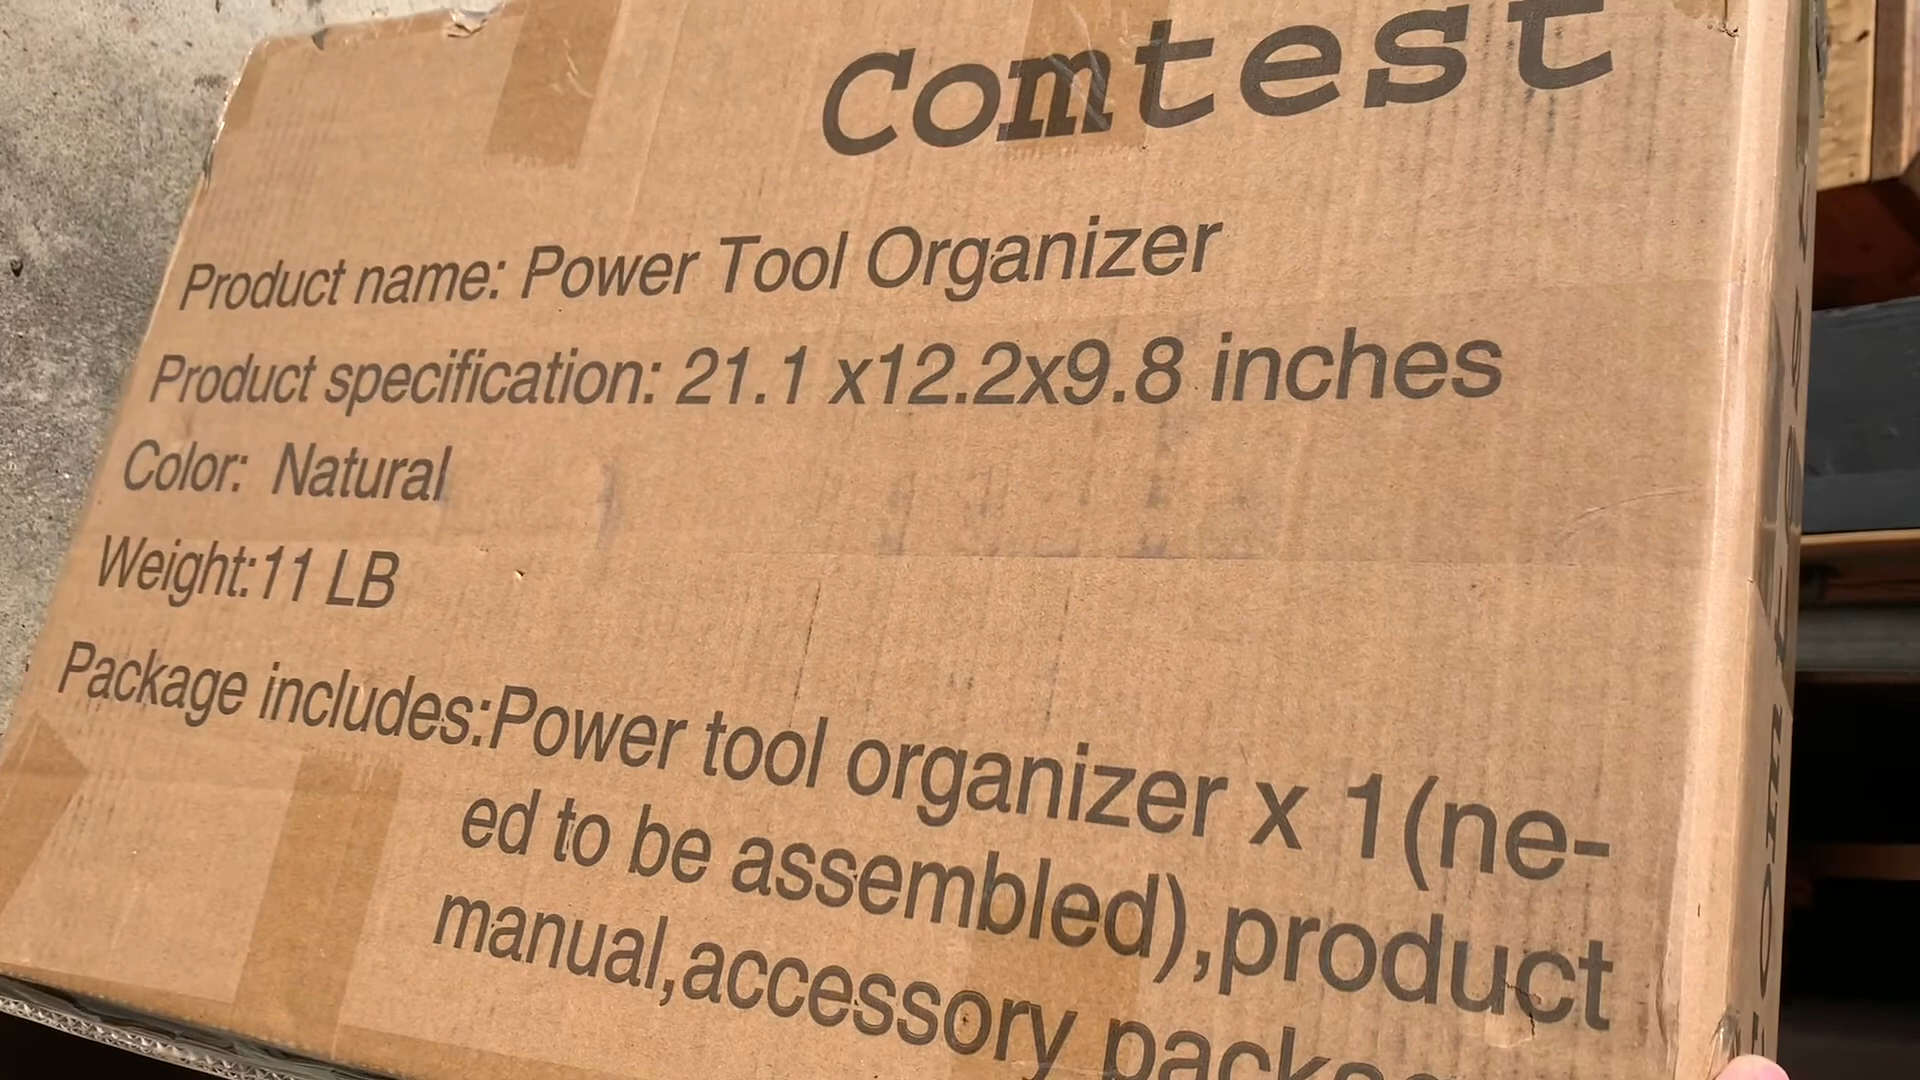 Comtest
Product name: Power Tool Organizer
Product specification: 21.1 x12.2x9.8 inches
Color: Natural
Weight:11 LB
Package includes:Power tool organizer x 1(ne-
ed to be assembled),product
manual,accessory